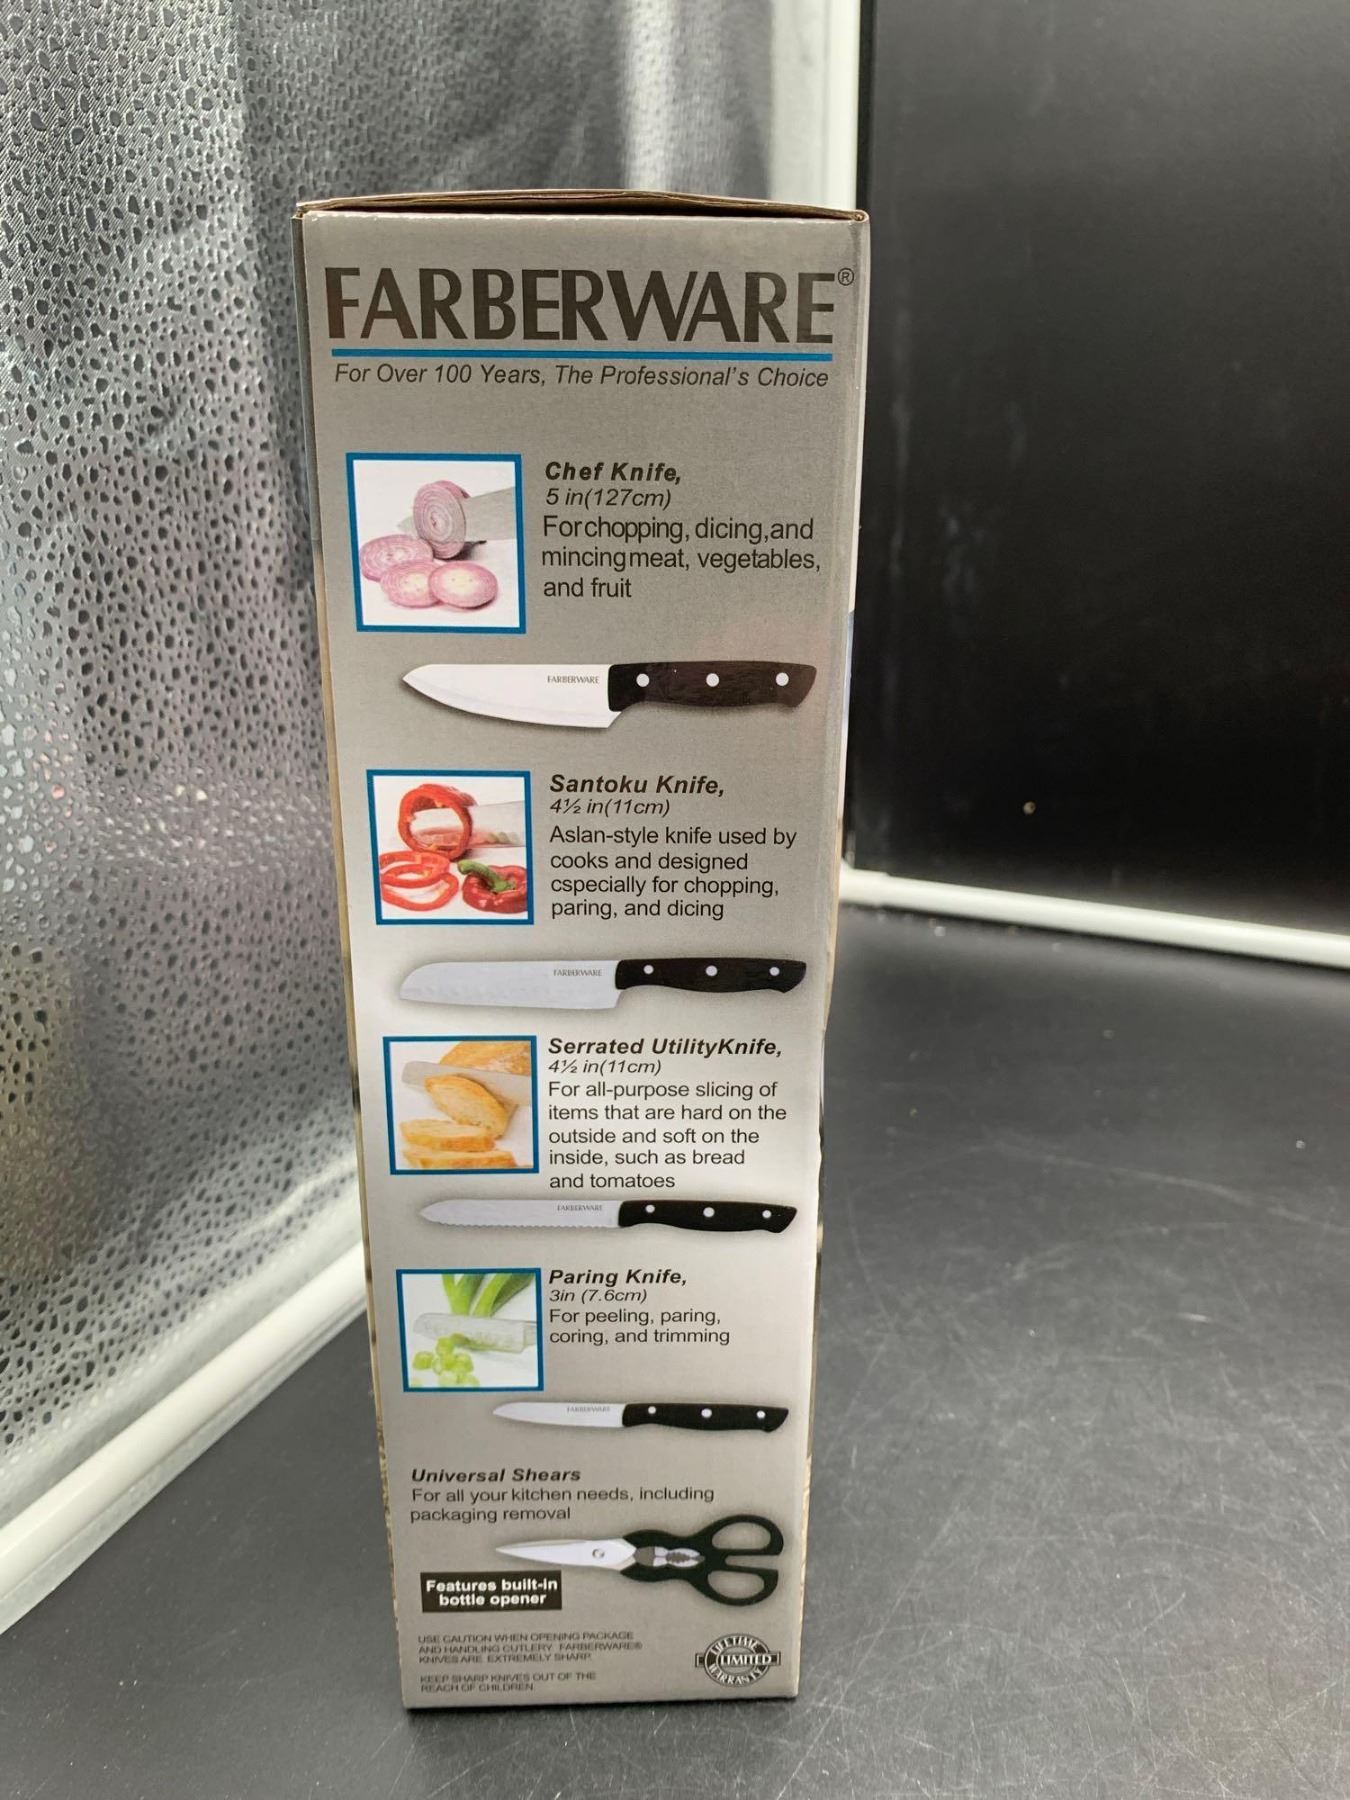 FARBERWARE®
For Over 100 Years, The Professional's Choice
Chef Knife,
5 in(127cm)
Forchopping, dicing,and
mincingmeat, vegetables,
and fruit
FARBERWARE
Santoku Knife,
4½ in(11cm)
Aslan-style knife used by
cooks and designed
cspecially for chopping,
paring, and dicing
FARBERWARE
Serrated UtilityKnife,
4½ in(11cm)
For all-purpose slicing of
items that are hard on the
outside and soft on the
inside, such as bread
and tomatoes
FARBERWARE
Paring Knife,
3in (7.6cm)
For peeling, paring,
coring, and trimming
FARBERWARE
Universal Shears
For all your kitchen needs, including
packaging removal
Features built-in
bottle opener
USE CAUTION WHEN OPENING PACKAGE
AND HANDLING CUTLERY. FARBERWARE®
KNIVES ARE EXTREMELY SHARP.
KEEP SHARP KNIVES OUT OF THE
REACH OF CHILDREN.
LIFETIME
LIMITED
WARRANTY